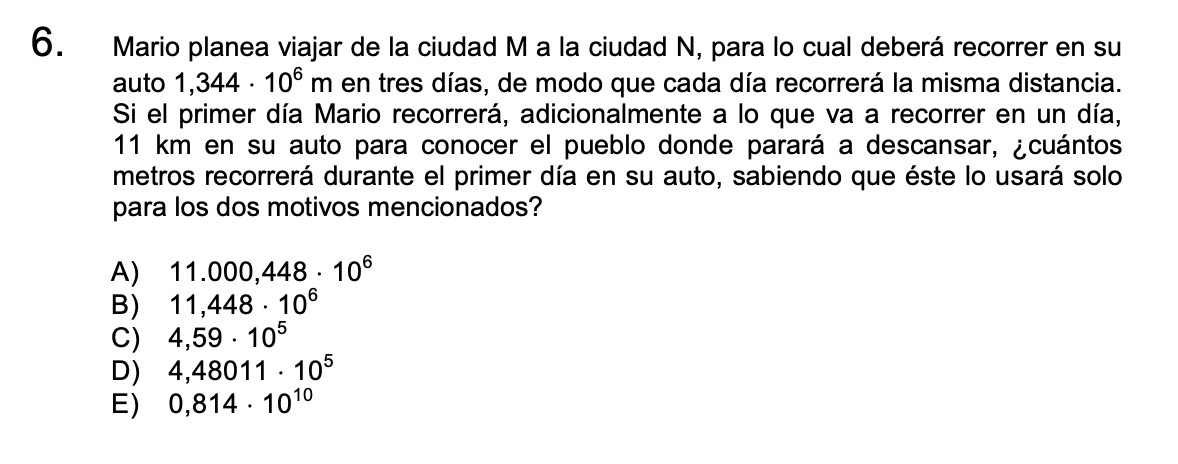 6. Mario planea viajar de la ciudad M a la ciudad N, para lo cual deberá recorrer en su
auto 1,344 · 10⁶ m en tres días, de modo que cada día recorrerá la misma distancia.
Si el primer día Mario recorrerá, adicionalmente a lo que va a recorrer en un día,
11 km en su auto para conocer el pueblo donde parará a descansar, ¿cuántos
metros recorrerá durante el primer día en su auto, sabiendo que éste lo usará solo
para los dos motivos mencionados?
A) 11.000,448 · 10⁶
B) 11,448 · 10⁶
C) 4,59 · 10⁵
D) 4,48011 · 10⁵
E) 0,814 · 10¹⁰